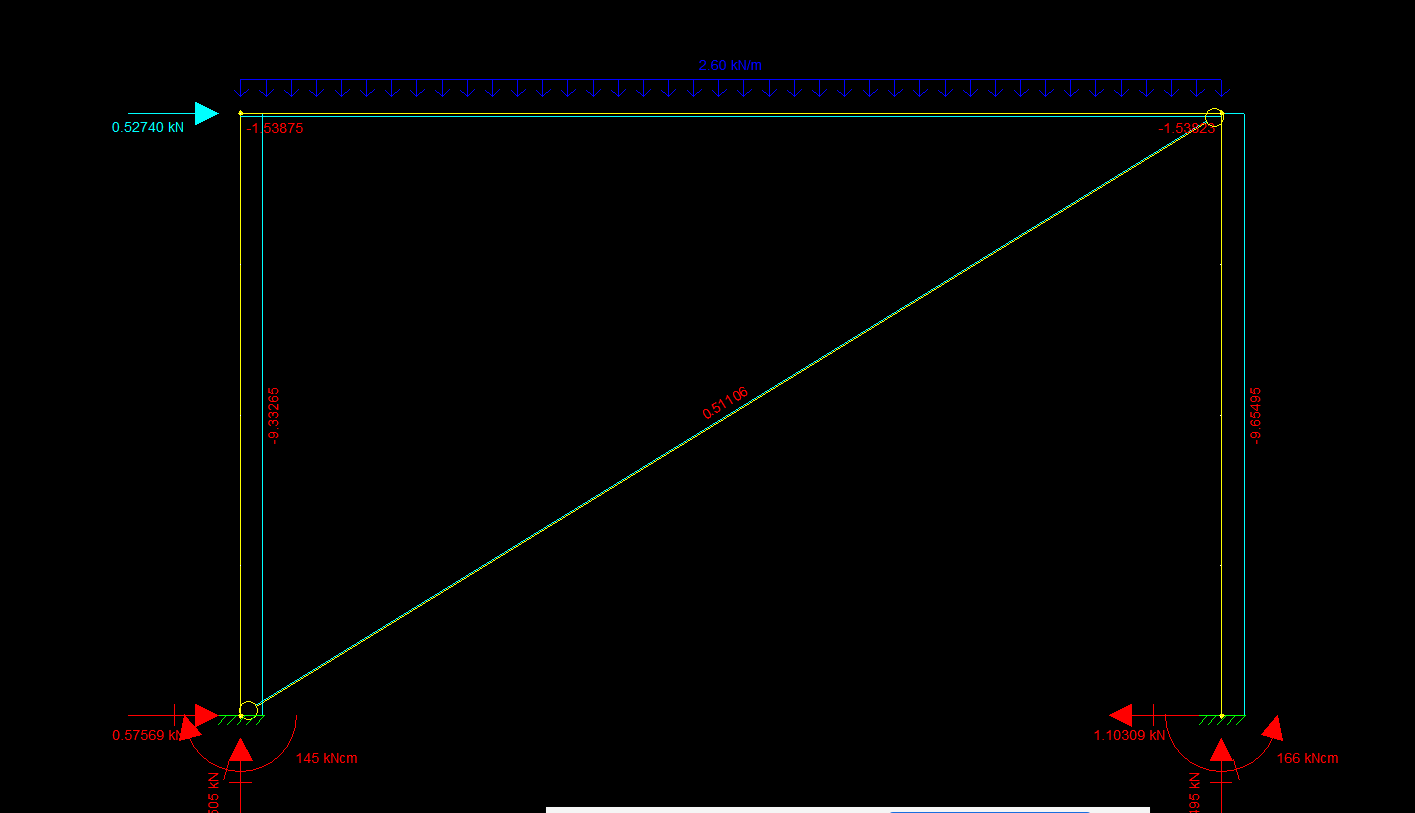 2.60 kN/m
0.52740 kN
-1.53875
-9.33265
0.51106
-9.65495
0.57569 kN
145 kNcm
1.10309 kN
166 kNcm